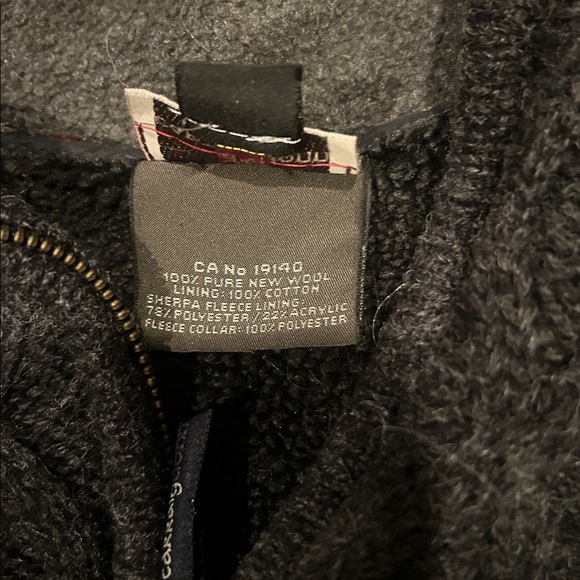 CA No 19140
100% PURE NEW WOOL
LINING: 100% COTTON
SHERPA FLEECE LINING:
78% POLYESTER / 22% ACRYLIC
FLEECE COLLAR: 100% POLYESTER